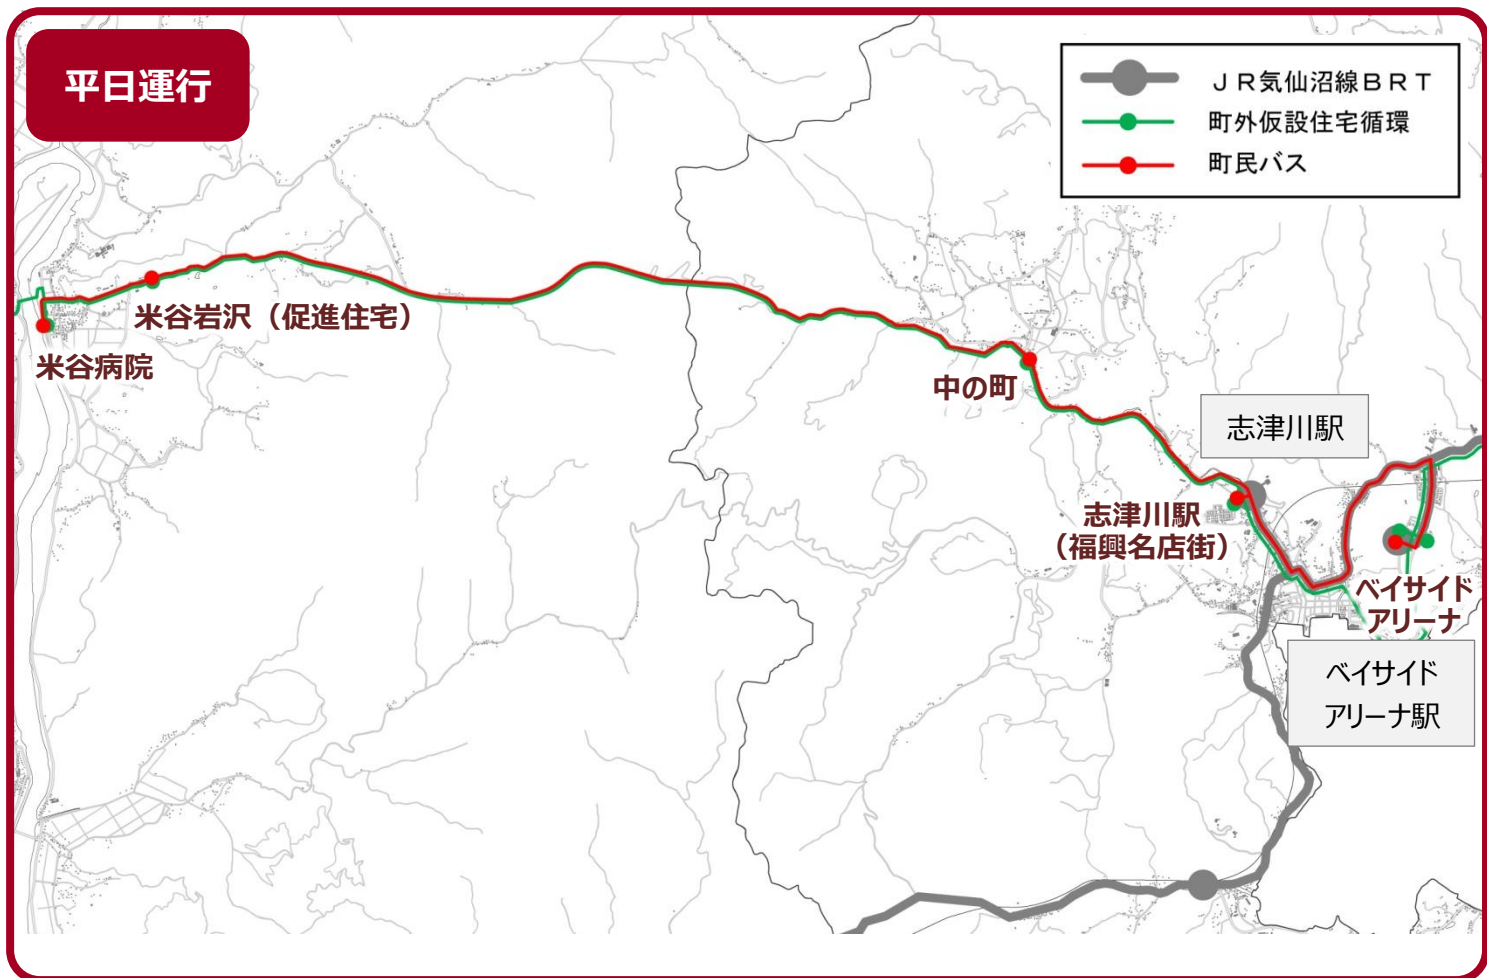 平日運行
ＪＲ気仙沼線ＢＲＴ
町外仮設住宅循環
町民バス
米谷岩沢（促進住宅）
米谷病院
中の町
志津川駅
志津川駅
（福興名店街）
ベイサイド
アリーナ
ベイサイド
アリーナ駅